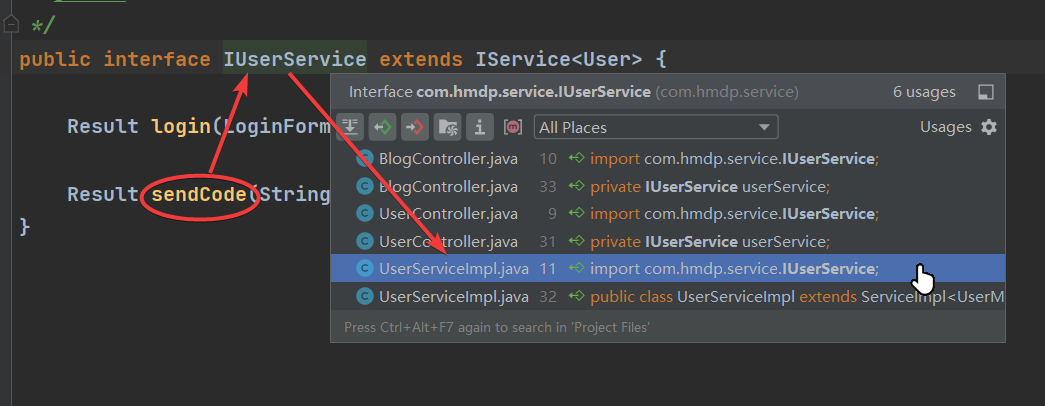 */
public interface IUserService extends IService<User> {
Interface com.hmdp.service.IUserService (com.hmdp.service) 6 usages
Result login(LoginForm
All Places Usages
BlogController.java 10 import com.hmdp.service.IUserService;
BlogController.java 33 private IUserService userService;
Result sendCode(String
UserController.java 9 import com.hmdp.service.IUserService;
}
UserController.java 31 private IUserService userService;
UserServiceImpl.java 11 import com.hmdp.service.IUserService;
UserServiceImpl.java 32 public class UserServiceImpl extends ServiceImpl<UserM
Press Ctrl+Alt+F7 again to search in 'Project Files'